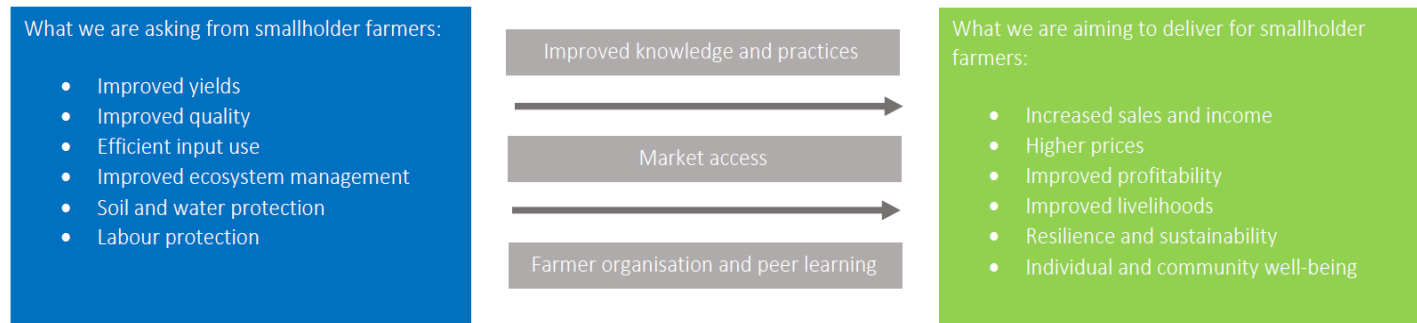 What we are asking from smallholder farmers:
• Improved yields
• Improved quality
• Efficient input use
• Improved ecosystem management
• Soil and water protection
• Labour protection
Improved knowledge and practices
Market access
Farmer organisation and peer learning
What we are aiming to deliver for smallholder
farmers:
• Increased sales and income
• Higher prices
• Improved profitability
• Improved livelihoods
• Resilience and sustainability
• Individual and community well-being